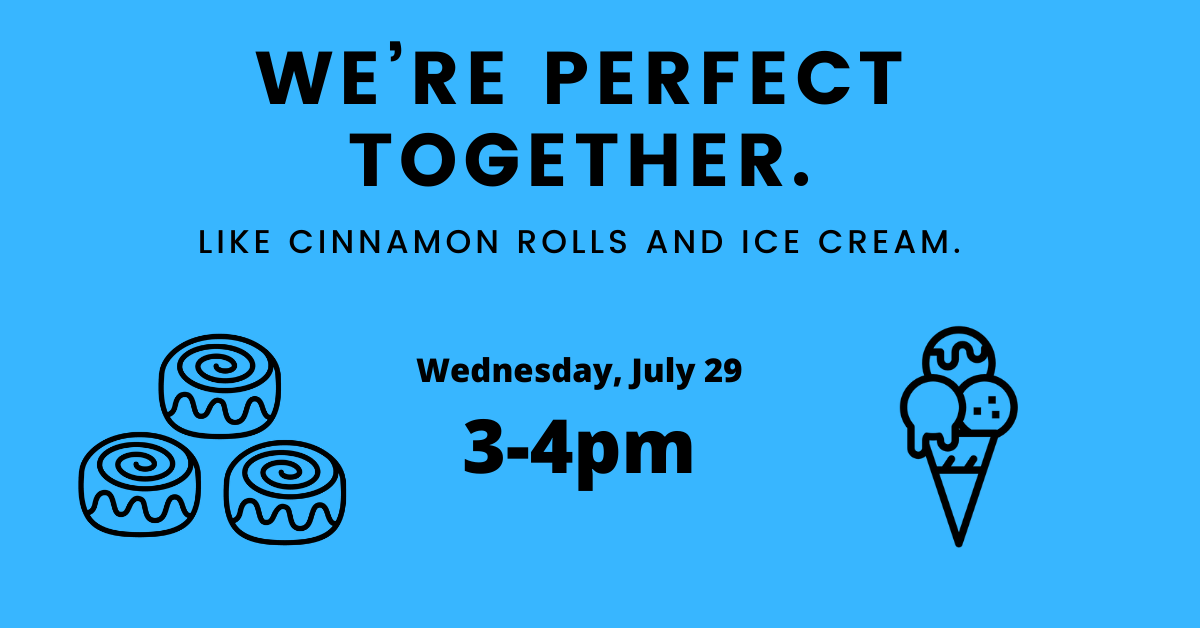 WE’RE PERFECT
TOGETHER.
LIKE CINNAMON ROLLS AND ICE CREAM.
Wednesday, July 29
3-4pm